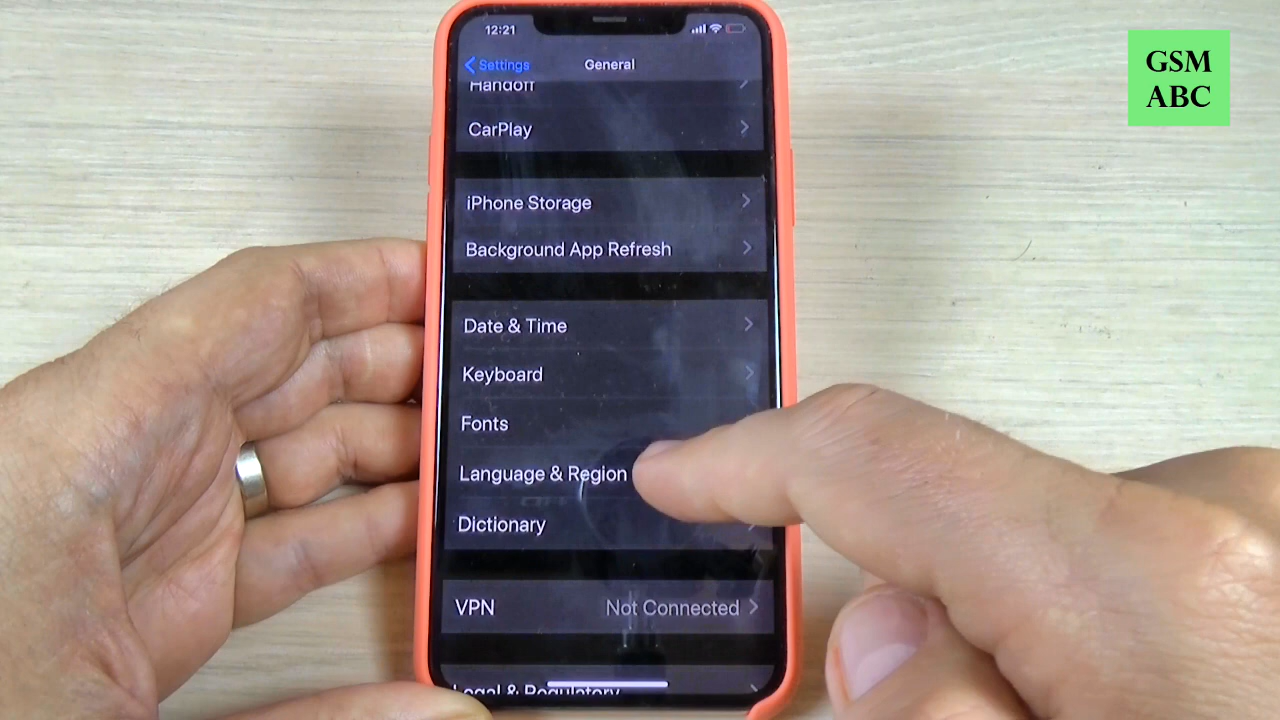 12:21
GSM
ABC
Settings
General
Handoff
CarPlay
iPhone Storage
Background App Refresh
Date & Time
Keyboard
Fonts
Language & Region
Dictionary
VPN
Not Connected
Legal & Regulatory